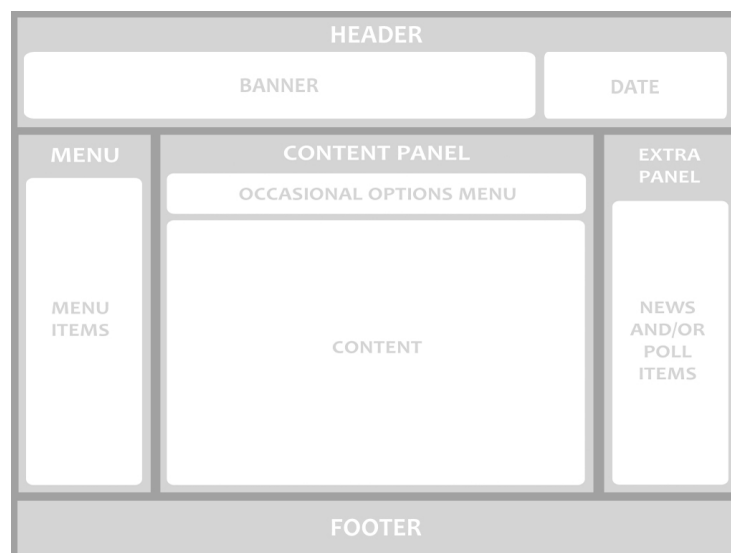 HEADER
BANNER
DATE
MENU
MENU
ITEMS
CONTENT PANEL
OCCASIONAL OPTIONS MENU
CONTENT
EXTRA
PANEL
NEWS
AND/OR
POLL
ITEMS
FOOTER